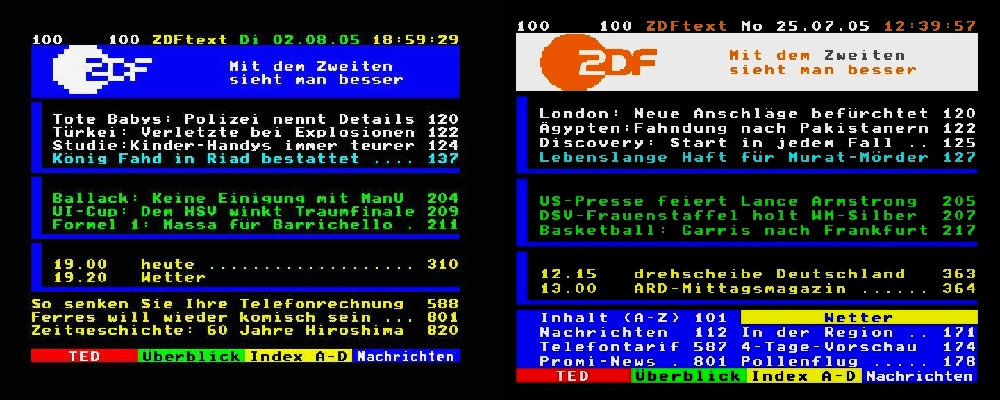 100 100 ZDFtext Di 02.08.05 18:59:29
ZDF
Mit dem Zweiten
sieht man besser
Tote Babys: Polizei nennt Details 120
Türkei: Verletzte bei Explosionen 122
Studie:Kinder-Handys immer teurer 124
König Fahd in Riad bestattet .... 137
Ballack: Keine Einigung mit ManU 204
UI-Cup: Dem HSV winkt Traumfinale 209
Formel 1: Massa für Barrichello . 211
19.00 heute ................... 310
19.20 Wetter
So senken Sie Ihre Telefonrechnung 588
Ferres will wieder komisch sein ... 801
Zeitgeschichte: 60 Jahre Hiroshima 820
TED Überblick Index A-D Nachrichten
100 100 ZDFtext Mo 25.07.05 12:39:57
ZDF
Mit dem Zweiten
sieht man besser
London: Neue Anschläge befürchtet 120
Ägypten:Fahndung nach Pakistanern 122
Discovery: Start in jedem Fall .. 125
Lebenslange Haft für Murat-Mörder 127
US-Presse feiert Lance Armstrong 205
DSV-Frauenstaffel holt WM-Silber 207
Basketball: Garris nach Frankfurt 217
12.15 drehscheibe Deutschland 363
13.00 ARD-Mittagsmagazin ...... 364
Inhalt (A-Z) 101 Wetter
Nachrichten 112 In der Region .. 171
Telefontarif 587 4-Tage-Vorschau 174
Promi-News . 801 Pollenflug ..... 178
TED Überblick Index A-D Nachrichten